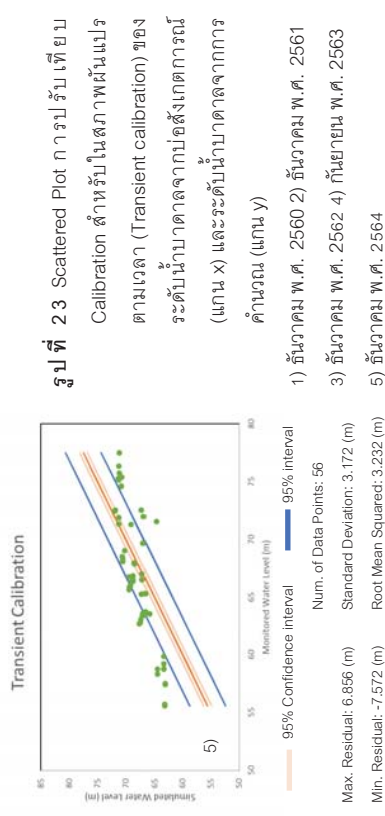 Transient Calibration
Simulated Water Level (m)
85
80
75
70
65
60
55
50
5)
50
55
60
65
70
75
80
Monitored Water Level (m)
95% Confidence Interval
95% interval
Num. of Data Points: 56
Max. Residual: 6.856 (m) Standard Deviation: 3.172 (m)
Min. Residual: -7.572 (m) Root Mean Squared: 3.232 (m)
รูปที่ 23 Scattered Plot การปรับเทียบ
Calibration สำหรับในสภาพผันแปร
ตามเวลา (Transient calibration) ของ
ระดับน้ำบาดาลจากบ่อสังเกตการณ์
(แกน x) และระดับน้ำบาดาลจากการ
คำนวณ (แกน y)
1) ธันวาคม พ.ศ. 2560 2) ธันวาคม พ.ศ. 2561
3) ธันวาคม พ.ศ. 2562 4) กันยายน พ.ศ. 2563
5) ธันวาคม พ.ศ. 2564